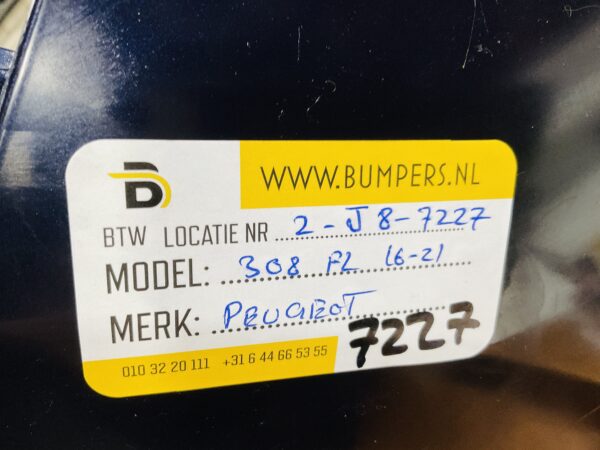 WWW.BUMPERS.NL
BTW LOCATIE NR 2-J8-7227
MODEL: 308 FL 16-21
MERK: PEUGEOT
7227
010 32 20 111 +31 6 44 66 53 55